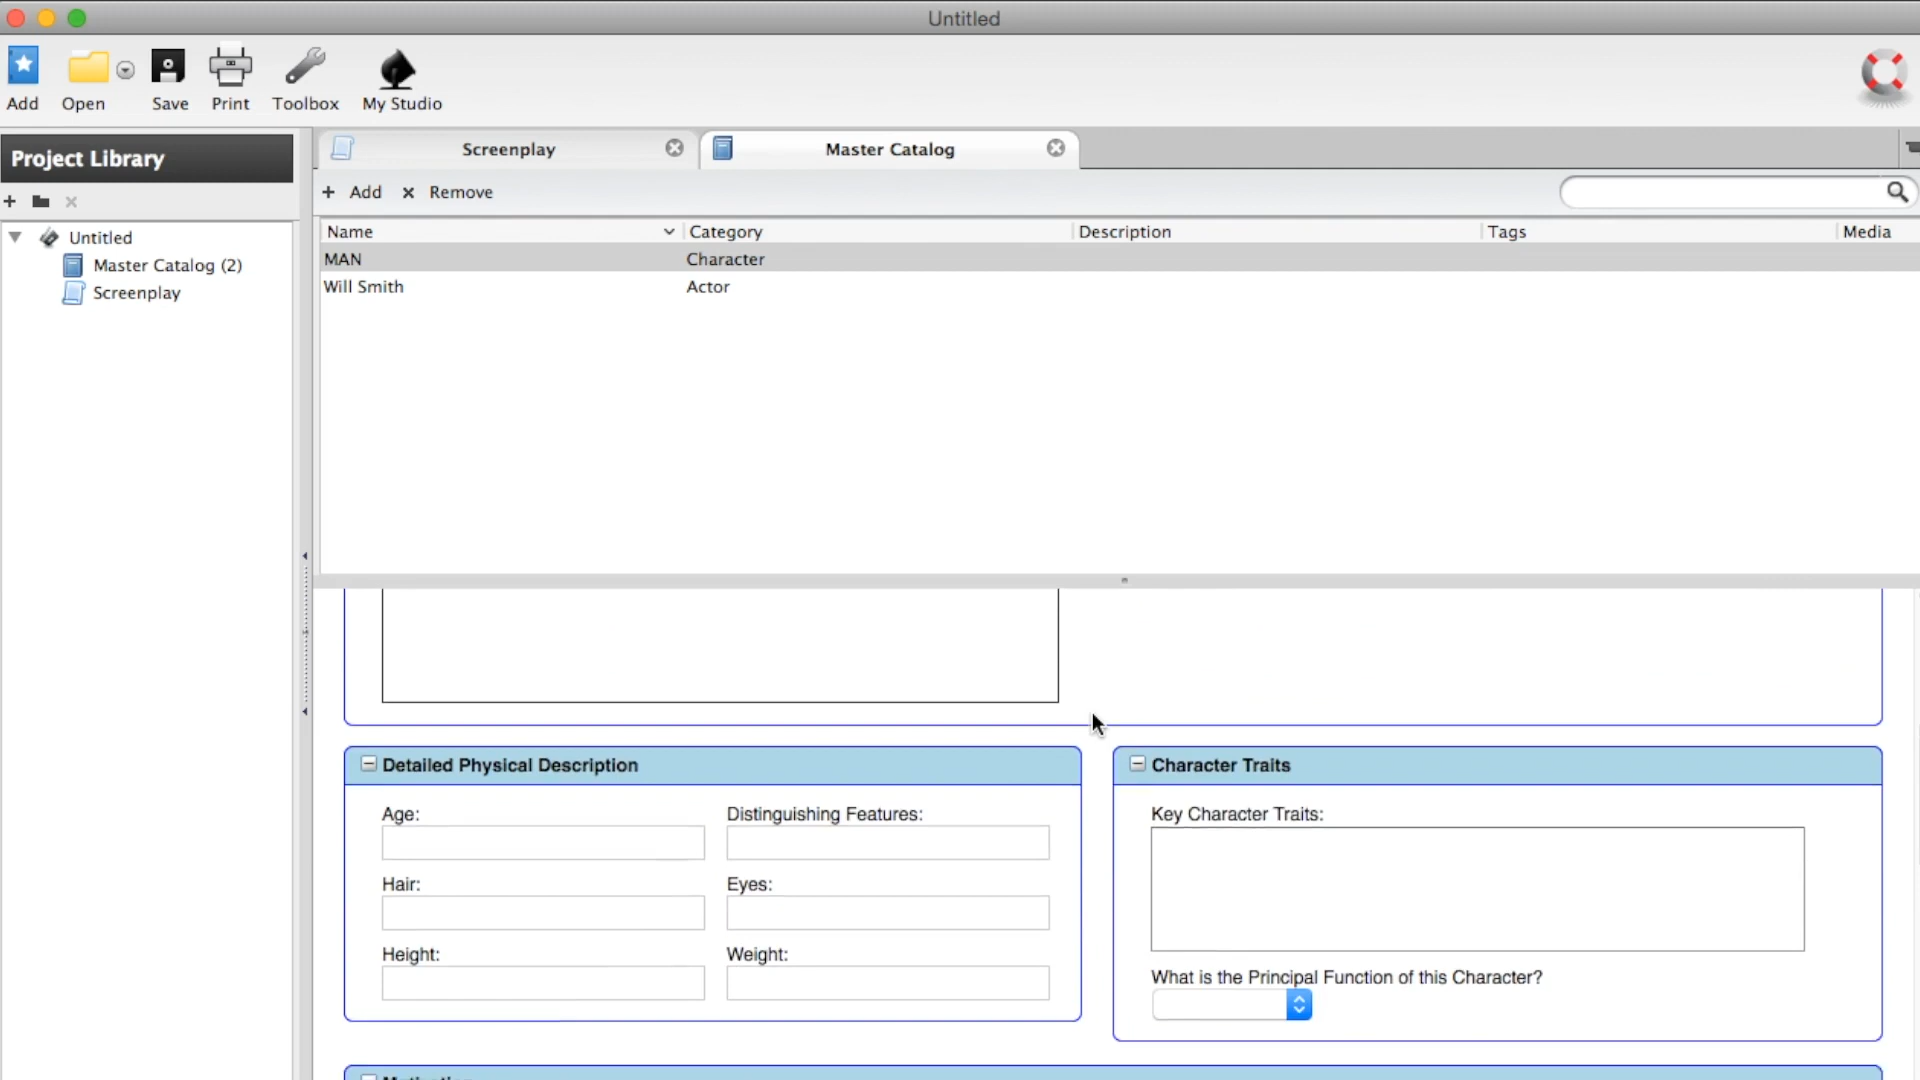 Untitled
Add Open Save Print Toolbox My Studio
Project Library
Screenplay Master Catalog
+ Add × Remove
Untitled
Master Catalog (2)
Screenplay
Name Category Description Tags Media
MAN Character
Will Smith Actor
Detailed Physical Description
Age: Distinguishing Features:
Hair: Eyes:
Height: Weight:
Character Traits
Key Character Traits:
What is the Principal Function of this Character?